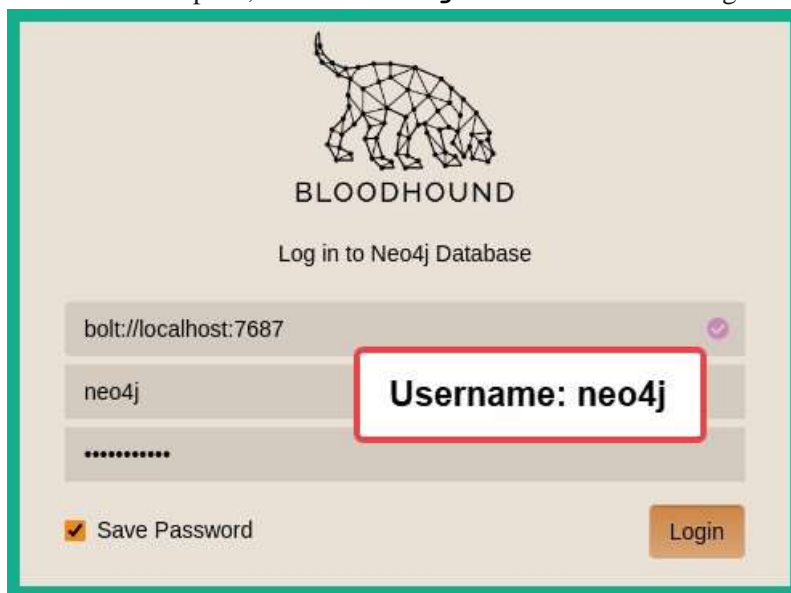 BLOODHOUND
Log in to Neo4j Database
bolt://localhost:7687
neo4j
Username: neo4j
•••••••••••
Save Password
Login